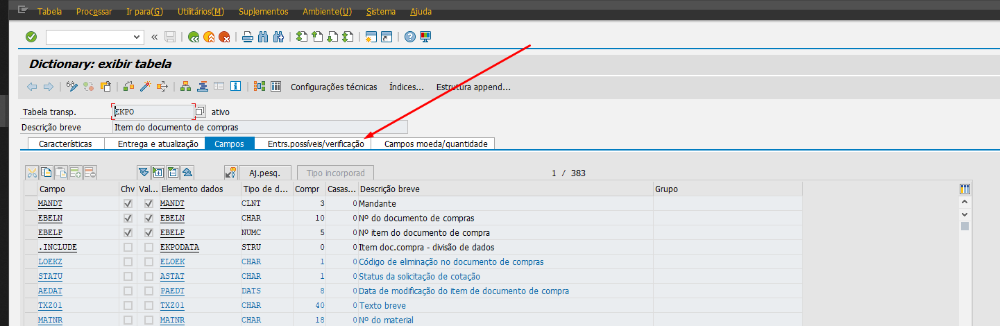 Tabela Processar Ir para(G) Utilitários(M) Suplementos Ambiente(U) Sistema Ajuda
Dictionary: exibir tabela
Configurações técnicas Índices... Estrutura append...
Tabela transp. EKPO ativo
Descrição breve Item do documento de compras
Características Entrega e atualização Campos Entrs.possíveis/verificação Campos moeda/quantidade
Aj.pesq. Tipo incorporad 1 / 383
Campo Chv Val... Elemento dados Tipo de d... Compr Casas... Descrição breve Grupo
MANDT MANDT CLNT 3 0 Mandante
EBELN EBELN CHAR 10 0 Nº do documento de compras
EBELP EBELP NUMC 5 0 Nº item do documento de compra
.INCLUDE EKPODATA STRU 0 0 Item doc.compra - divisão de dados
LOEKZ ELOEK CHAR 1 0 Código de eliminação no documento de compras
STATU ASTAT CHAR 1 0 Status da solicitação de cotação
AEDAT PAEDT DATS 8 0 Data de modificação do item de documento de compra
TXZ01 TXZ01 CHAR 40 0 Texto breve
MATNR MATNR CHAR 18 0 Nº do material